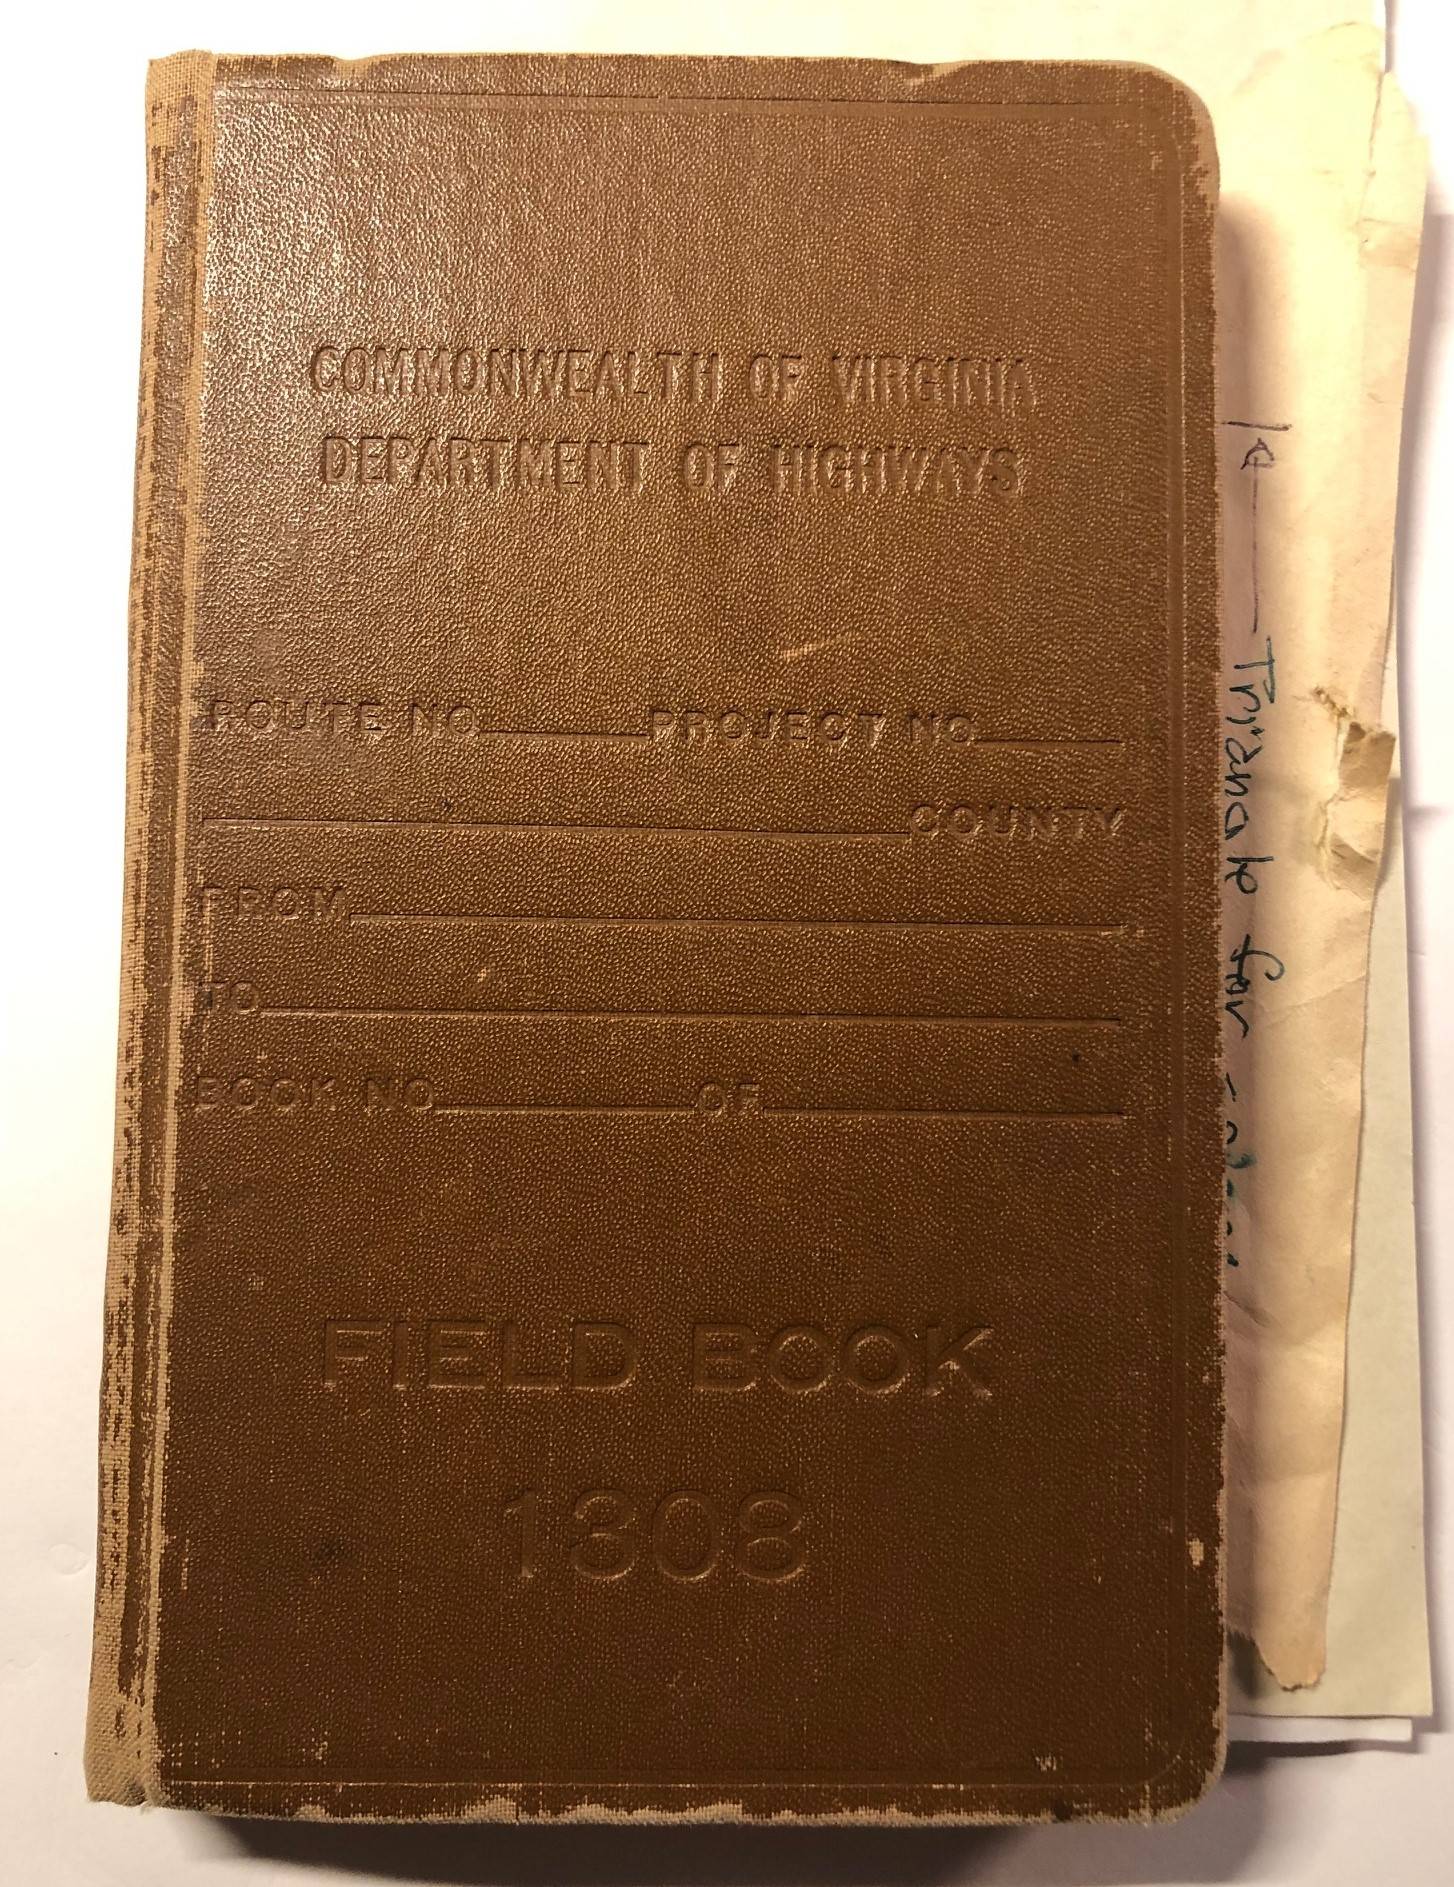 COMMONWEALTH OF VIRGINIA
DEPARTMENT OF HIGHWAYS
ROUTE NO PROJECT NO
COUNTY
FROM
TO
BOOK NO OF
FIELD BOOK
1308
Triangle for